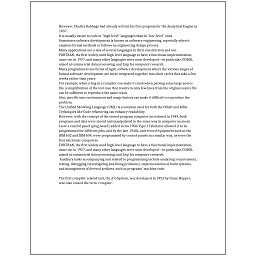 However, Charles Babbage had already written his first program for the Analytical Engine in
1837.
It is usually easier to code in "high-level" languages than in "low-level" ones.
Sometimes software development is known as software engineering, especially when it
employs formal methods or follows an engineering design process.
Many applications use a mix of several languages in their construction and use.
FORTRAN, the first widely used high-level language to have a functional implementation,
came out in 1957, and many other languages were soon developed—in particular, COBOL
aimed at commercial data processing, and Lisp for computer research.
Many programmers use forms of Agile software development where the various stages of
formal software development are more integrated together into short cycles that take a few
weeks rather than years.
For example, when a bug in a compiler can make it crash when parsing some large source
file, a simplification of the test case that results in only few lines from the original source file
can be sufficient to reproduce the same crash.
Also, specific user environment and usage history can make it difficult to reproduce the
problem.
The Unified Modeling Language (UML) is a notation used for both the OOAD and MDA.
Techniques like Code refactoring can enhance readability.
However, with the concept of the stored-program computer introduced in 1949, both
programs and data were stored and manipulated in the same way in computer memory.
Later a control panel (plug board) added to his 1906 Type I Tabulator allowed it to be
programmed for different jobs, and by the late 1940s, unit record equipment such as the
IBM 602 and IBM 604, were programmed by control panels in a similar way, as were the
first electronic computers.
FORTRAN, the first widely used high-level language to have a functional implementation,
came out in 1957, and many other languages were soon developed—in particular, COBOL
aimed at commercial data processing, and Lisp for computer research.
Auxiliary tasks accompanying and related to programming include analyzing requirements,
testing, debugging (investigating and fixing problems), implementation of build systems,
and management of derived artifacts, such as programs' machine code.
The first compiler related tool, the A-0 System, was developed in 1952 by Grace Hopper,
who also coined the term 'compiler'.